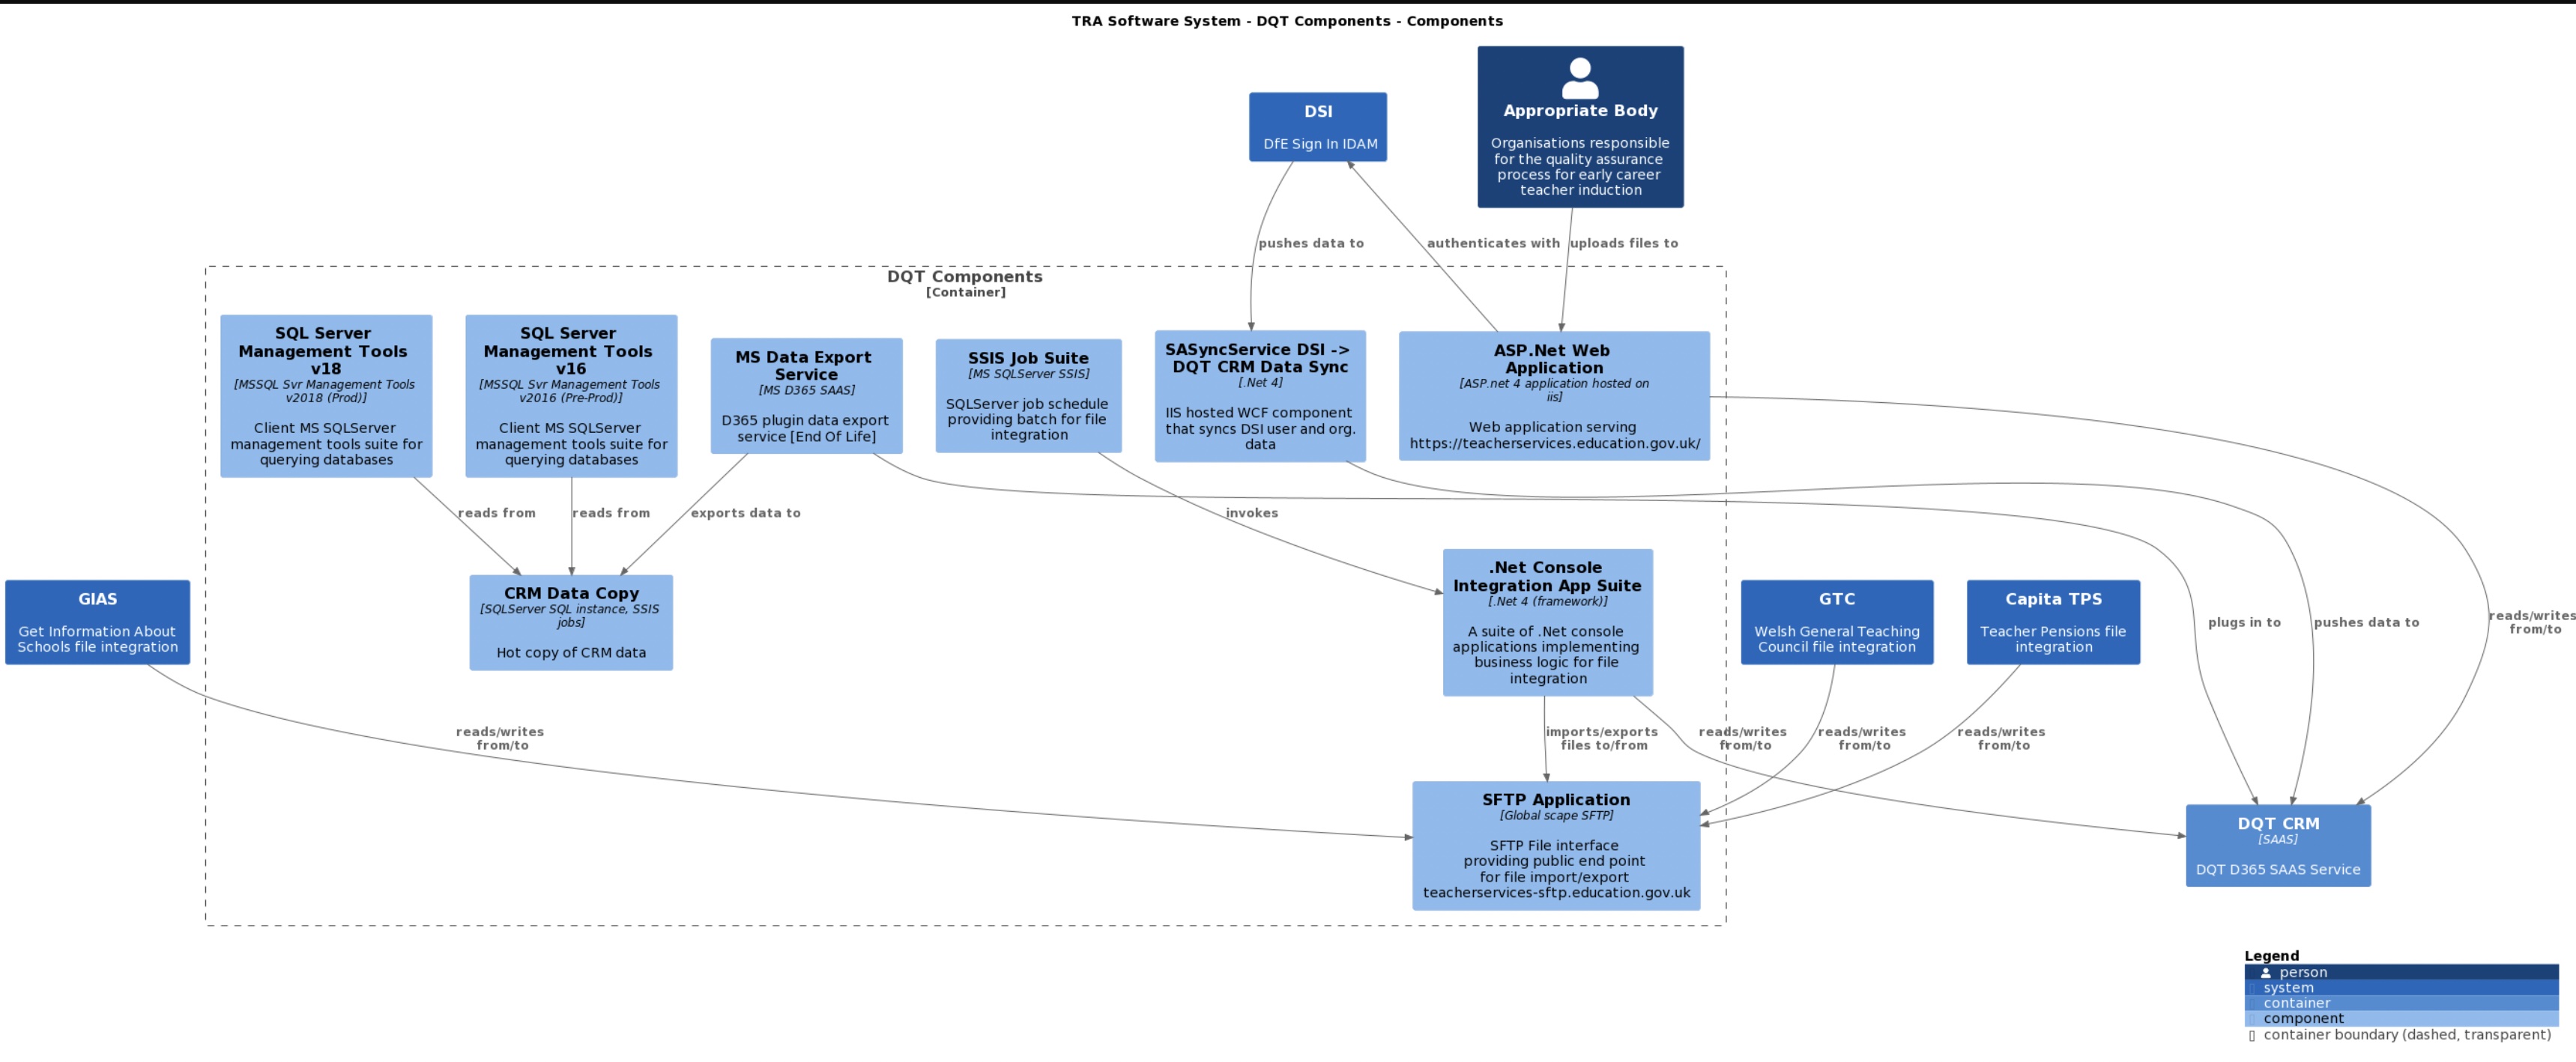 TRA Software System - DQT Components - Components
DSI
DfE Sign In IDAM
Appropriate Body
Organisations responsible
for the quality assurance
process for early career
teacher induction
pushes data to
authenticates with
uploads files to
DQT Components
[Container]
SQL Server
Management Tools
v18
[MSSQL Svr Management Tools
v2018 (Prod)]
Client MS SQLServer
management tools suite for
querying databases
SQL Server
Management Tools
v16
[MSSQL Svr Management Tools
v2016 (Pre-Prod)]
Client MS SQLServer
management tools suite for
querying databases
MS Data Export
Service
[MS D365 SAAS]
D365 plugin data export
service [End Of Life]
SSIS Job Suite
[MS SQLServer SSIS]
SQLServer job schedule
providing batch for file
integration
SASyncService DSI ->
DQT CRM Data Sync
[.Net 4]
IIS hosted WCF component
that syncs DSI user and org.
data
ASP.Net Web
Application
[ASP.net 4 application hosted on
iis]
Web application serving
https://teacherservices.education.gov.uk/
reads from
reads from
exports data to
invokes
GIAS
Get Information About
Schools file integration
CRM Data Copy
[SQLServer SQL instance, SSIS
jobs]
Hot copy of CRM data
.Net Console
Integration App Suite
[.Net 4 (framework)]
A suite of .Net console
applications implementing
business logic for file
integration
GTC
Welsh General Teaching
Council file integration
Capita TPS
Teacher Pensions file
integration
plugs in to
pushes data to
reads/writes
from/to
reads/writes
from/to
imports/exports
files to/from
reads/writes
from/to
reads/writes
from/to
reads/writes
from/to
SFTP Application
[Global scape SFTP]
SFTP File interface
providing public end point
for file import/export
teacherservices-sftp.education.gov.uk
DQT CRM
[SAAS]
DQT D365 SAAS Service
Legend
person
system
container
component
container boundary (dashed, transparent)